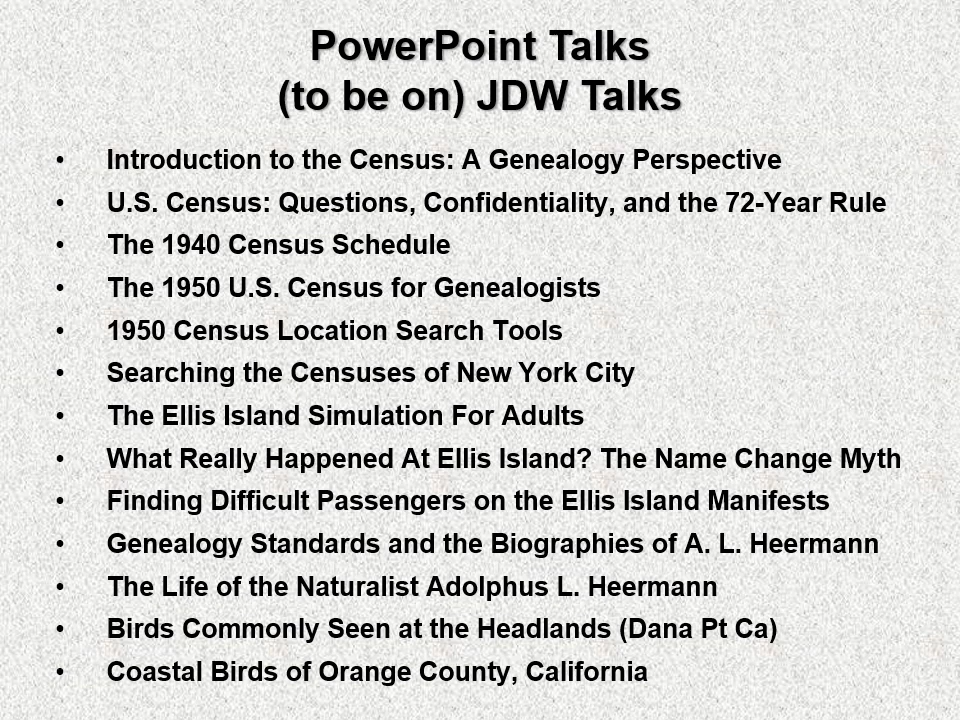 PowerPoint Talks
(to be on) JDW Talks
• Introduction to the Census: A Genealogy Perspective
• U.S. Census: Questions, Confidentiality, and the 72-Year Rule
• The 1940 Census Schedule
• The 1950 U.S. Census for Genealogists
• 1950 Census Location Search Tools
• Searching the Censuses of New York City
• The Ellis Island Simulation For Adults
• What Really Happened At Ellis Island? The Name Change Myth
• Finding Difficult Passengers on the Ellis Island Manifests
• Genealogy Standards and the Biographies of A. L. Heermann
• The Life of the Naturalist Adolphus L. Heermann
• Birds Commonly Seen at the Headlands (Dana Pt Ca)
• Coastal Birds of Orange County, California